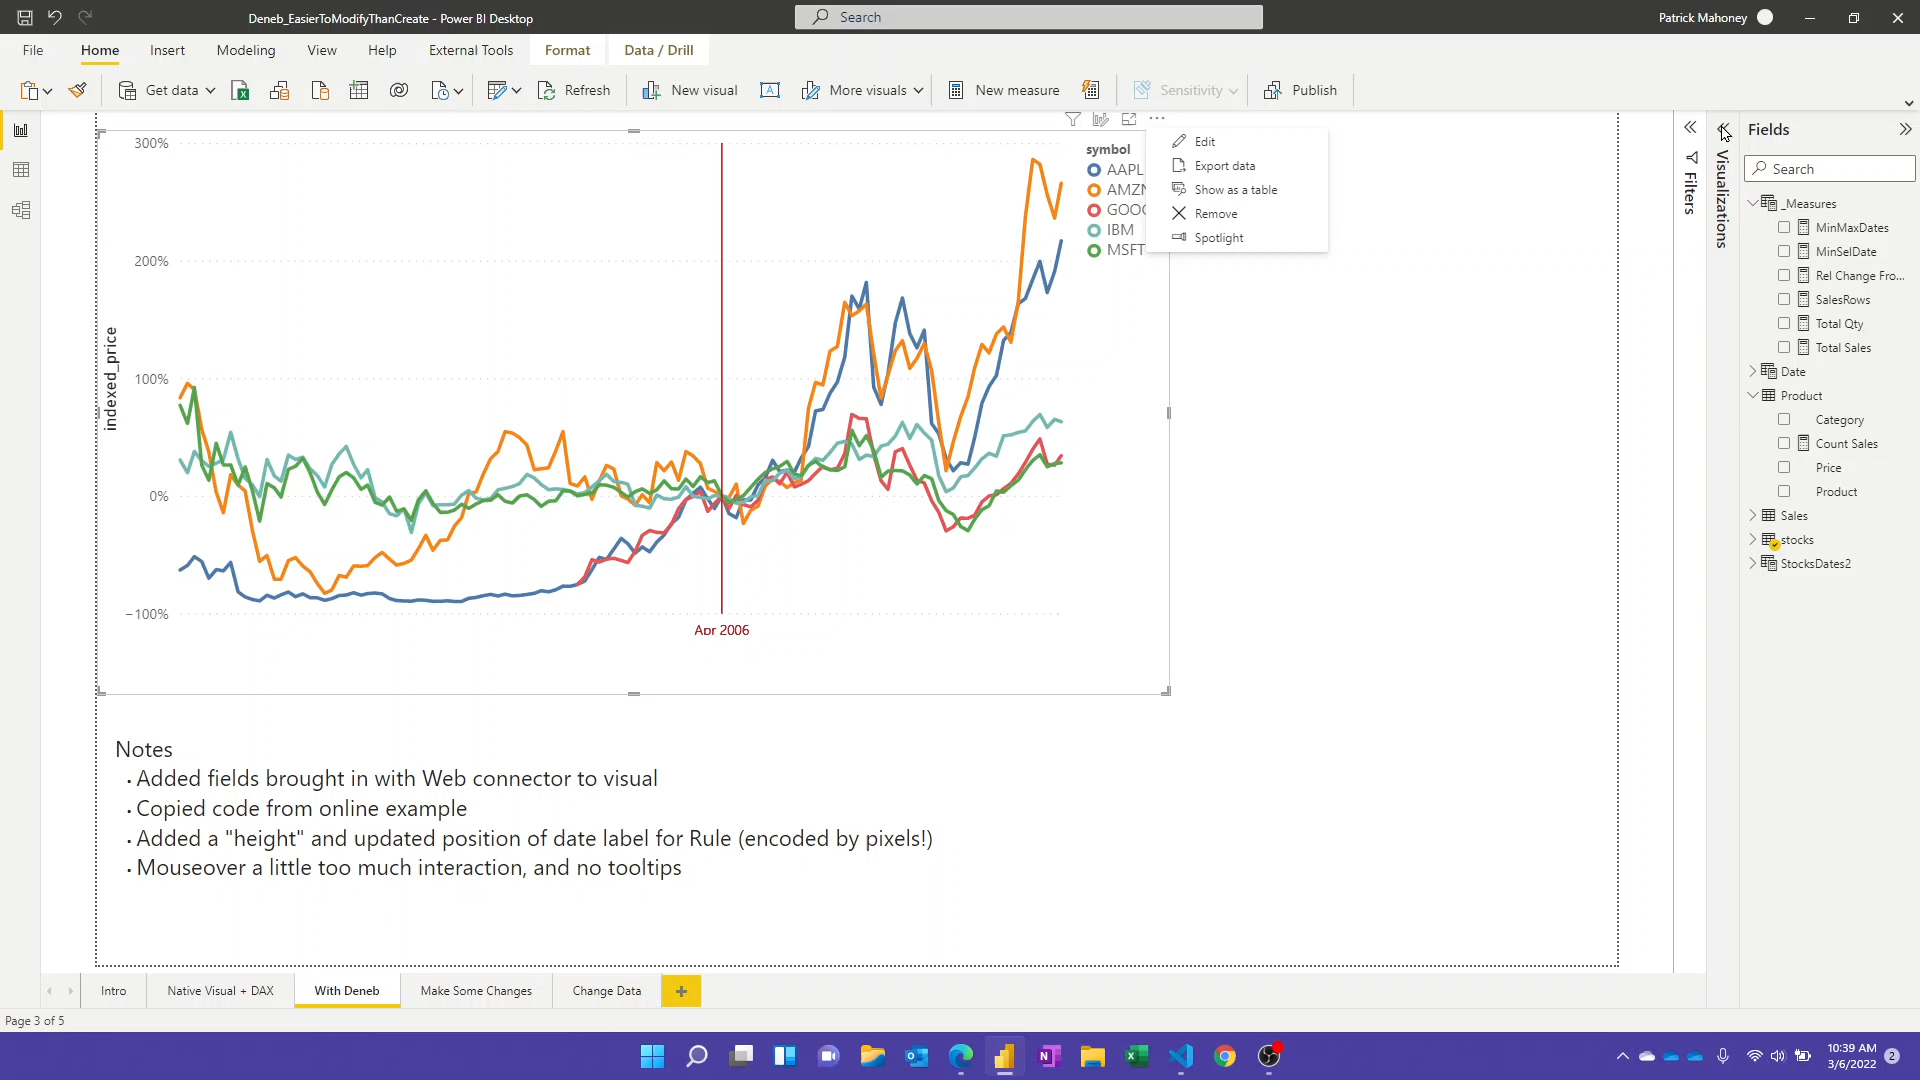 Deneb_EasierToModifyThanCreate - Power BI Desktop
Search
Patrick Mahoney
File
Home
Insert
Modeling
View
Help
External Tools
Format
Data / Drill
Get data
Refresh
New visual
More visuals
New measure
Sensitivity
Publish
300%
200%
100%
0%
−100%
indexed_price
Apr 2006
symbol
AAPL
AMZN
GOOG
IBM
MSFT
Edit
Export data
Show as a table
Remove
Spotlight
Filters
Visualizations
Fields
Search
_Measures
MinMaxDates
MinSelDate
Rel Change Fro...
SalesRows
Total Qty
Total Sales
Date
Product
Category
Count Sales
Price
Product
Sales
stocks
StocksDates2
Notes
• Added fields brought in with Web connector to visual
• Copied code from online example
• Added a "height" and updated position of date label for Rule (encoded by pixels!)
• Mouseover a little too much interaction, and no tooltips
Intro
Native Visual + DAX
With Deneb
Make Some Changes
Change Data
Page 3 of 5
10:39 AM
3/6/2022
2